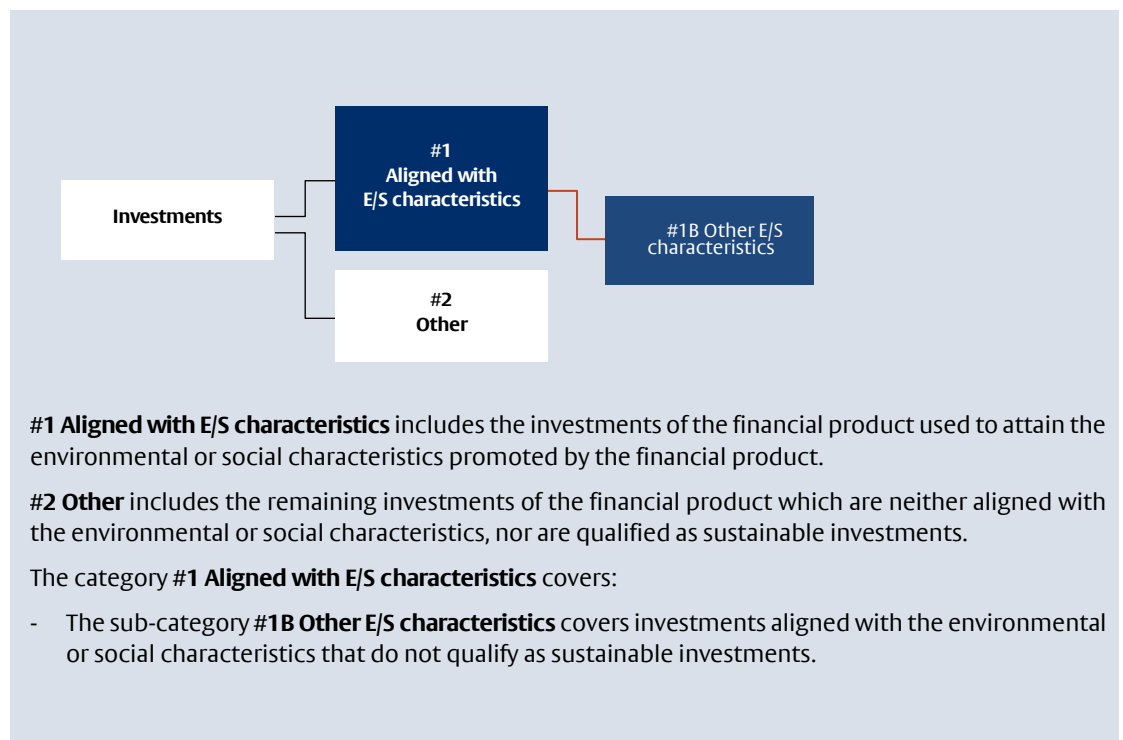 #1
Aligned with
E/S characteristics
Investments
#1B Other E/S
characteristics
#2
Other
#1 Aligned with E/S characteristics includes the investments of the financial product used to attain the
environmental or social characteristics promoted by the financial product.
#2 Other includes the remaining investments of the financial product which are neither aligned with
the environmental or social characteristics, nor are qualified as sustainable investments.
The category #1 Aligned with E/S characteristics covers:
- The sub-category #1B Other E/S characteristics covers investments aligned with the environmental
or social characteristics that do not qualify as sustainable investments.